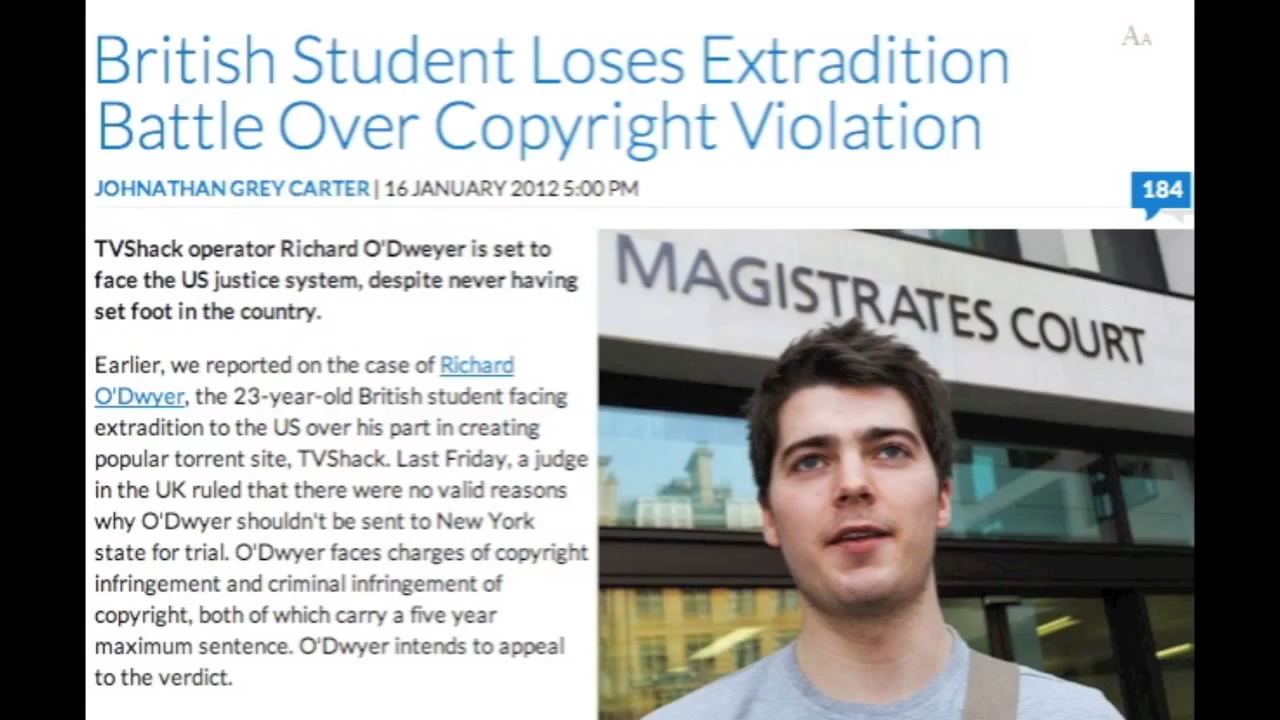 AA
British Student Loses Extradition
Battle Over Copyright Violation
JOHNATHAN GREY CARTER | 16 JANUARY 2012 5:00 PM
184
TVShack operator Richard O'Dweyer is set to
face the US justice system, despite never having
set foot in the country.
Earlier, we reported on the case of Richard
O'Dwyer, the 23-year-old British student facing
extradition to the US over his part in creating
popular torrent site, TVShack. Last Friday, a judge
in the UK ruled that there were no valid reasons
why O'Dwyer shouldn't be sent to New York
state for trial. O'Dwyer faces charges of copyright
infringement and criminal infringement of
copyright, both of which carry a five year
maximum sentence. O'Dwyer intends to appeal
to the verdict.
MAGISTRATES COURT